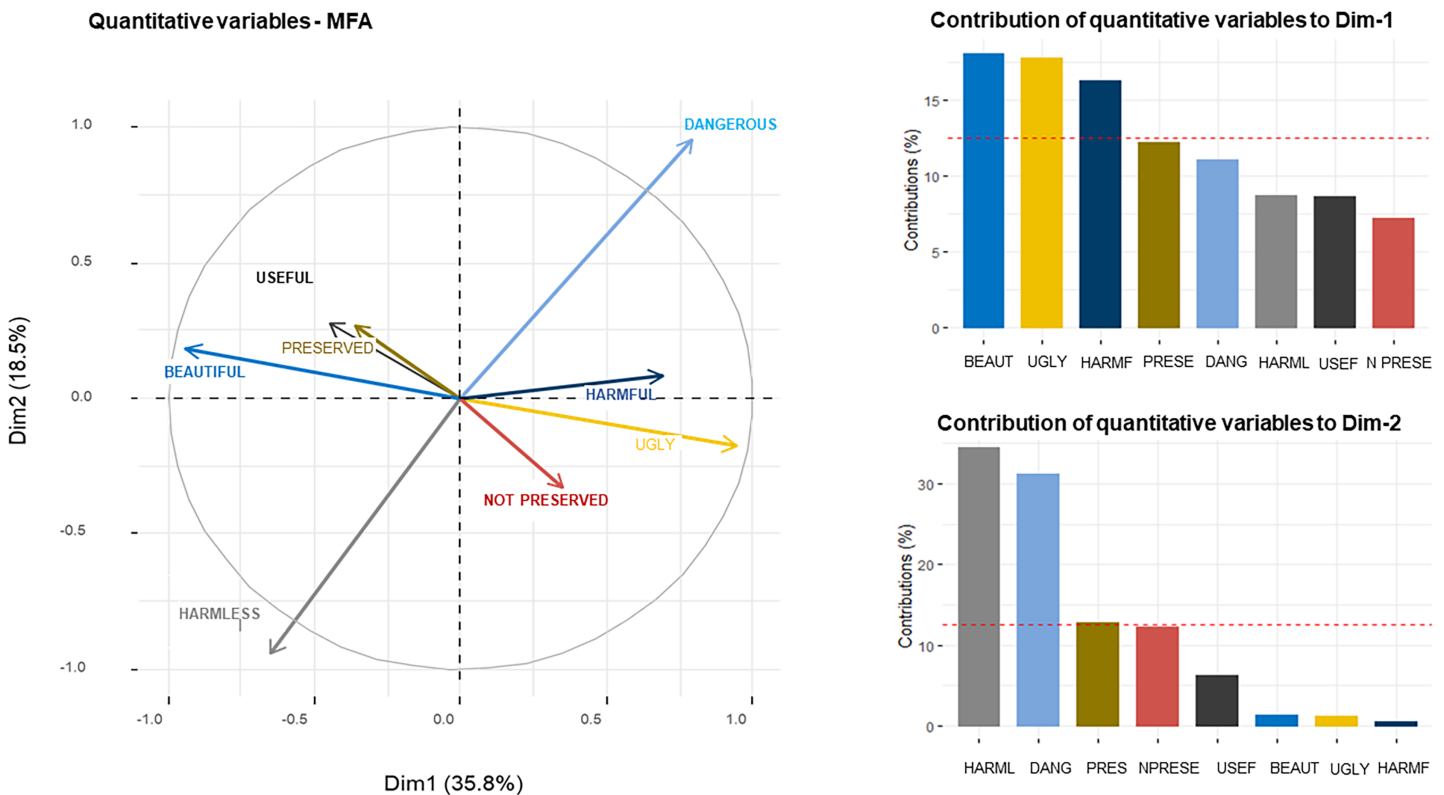 Quantitative variables - MFA
1.0
DANGEROUS
0.5
USEFUL
PRESERVED
BEAUTIFUL
Dim2 (18.5%)
0.0
HARMFUL
UGLY
NOT PRESERVED
-0.5
HARMLESS
-1.0
-1.0 -0.5 0.0 0.5 1.0
Dim1 (35.8%)
Contribution of quantitative variables to Dim-1
Contributions (%)
15
10
5
0
BEAUT UGLY HARMF PRESE DANG HARML USEF N PRESE
Contribution of quantitative variables to Dim-2
Contributions (%)
30
20
10
0
HARML DANG PRES NPRESE USEF BEAUT UGLY HARMF